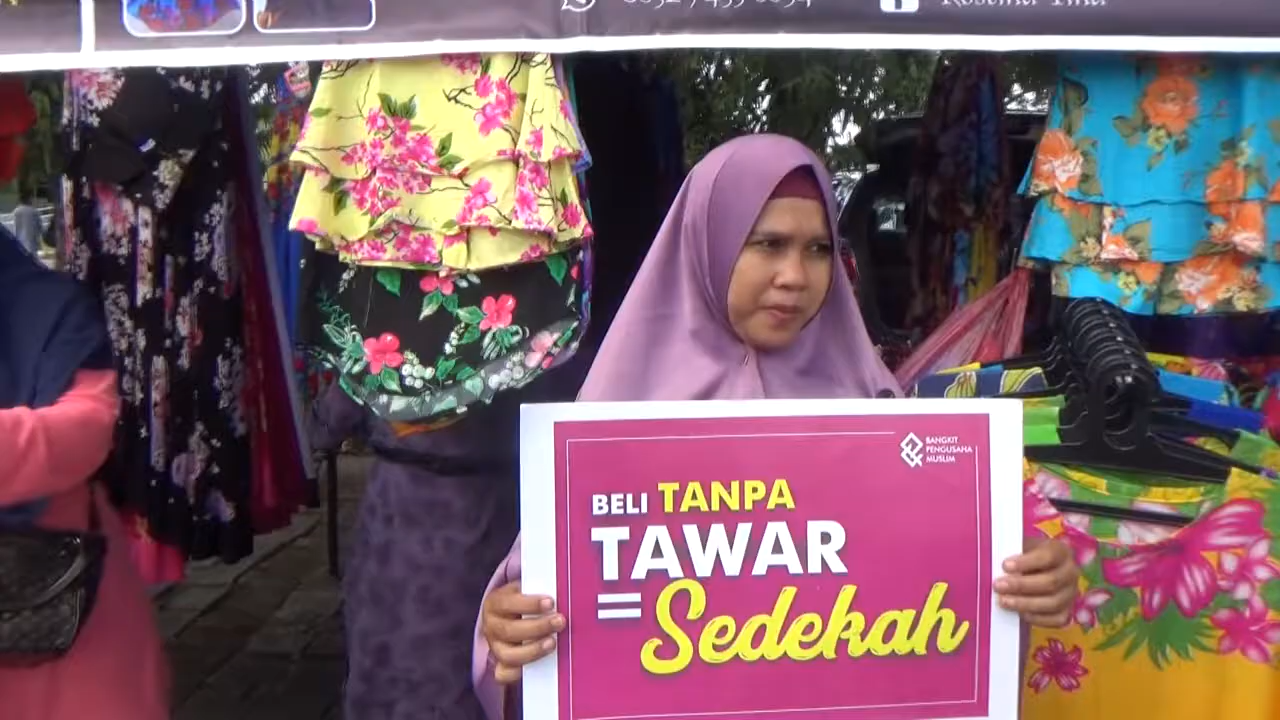 BANGKIT
PENGUSAHA
MUSLIM
BELI TANPA
TAWAR
= Sedekah